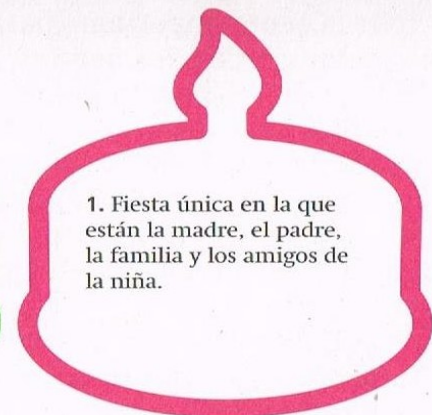 1. Fiesta única en la que
están la madre, el padre,
la familia y los amigos de
la niña.